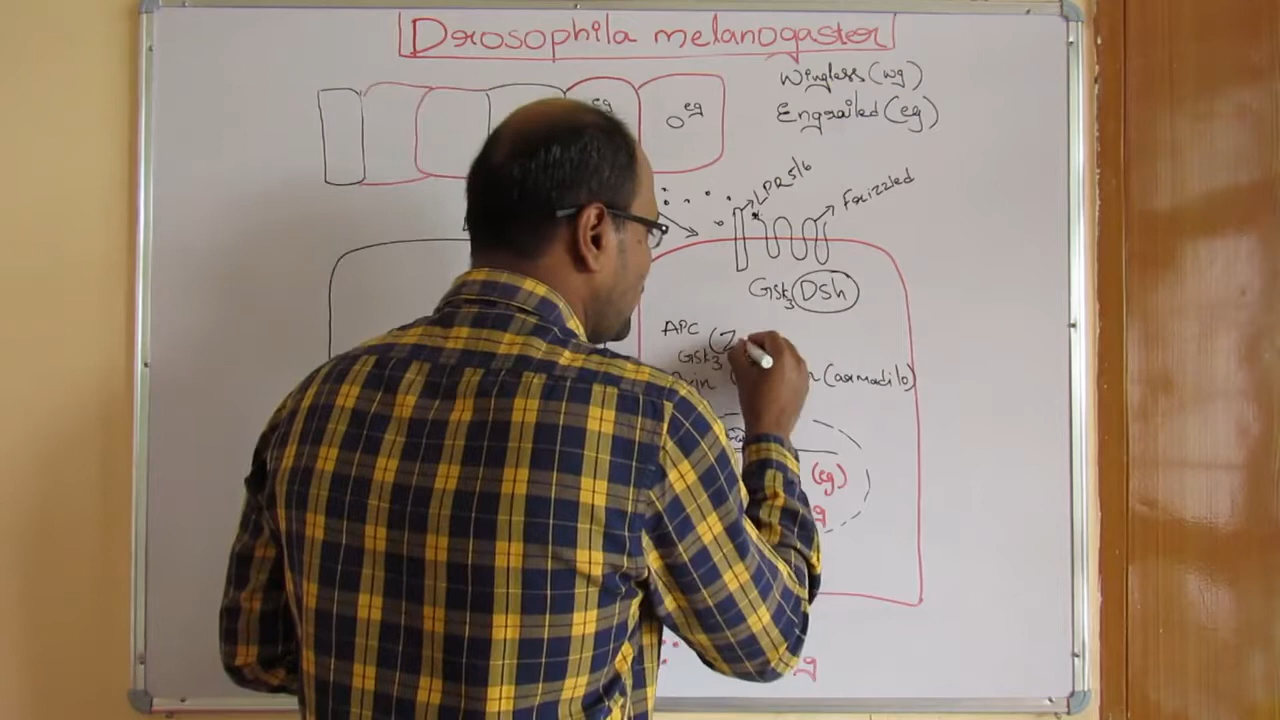 Drosophila melanogaster
Wingless (wg)
Engrailed (eg)
eg
eg
LPR5/6
Frizzled
Gsk3 Dsh
APC
Gsk3 (Z
(armadilo)
(eg)
g
g